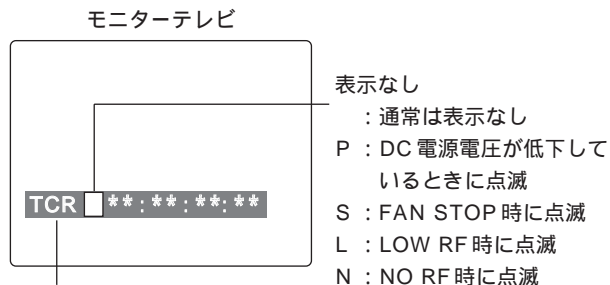 モニターテレビ
TCR **:**:**:**
表示なし
：通常は表示なし
P ：DC 電源電圧が低下して
いるときに点滅
S ：FAN STOP 時に点滅
L ：LOW RF 時に点滅
N ：NO RF 時に点滅